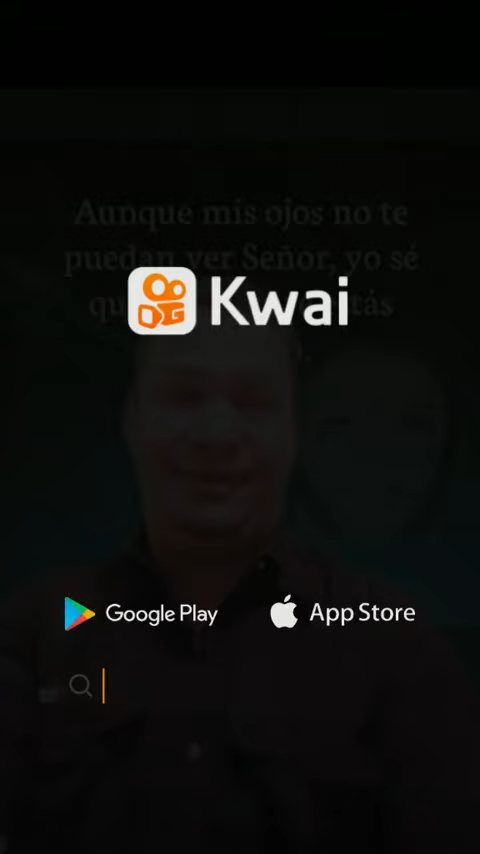 Aunque mis ojos no te
puedan ver Señor, yo sé
Kwai
Google Play
App Store